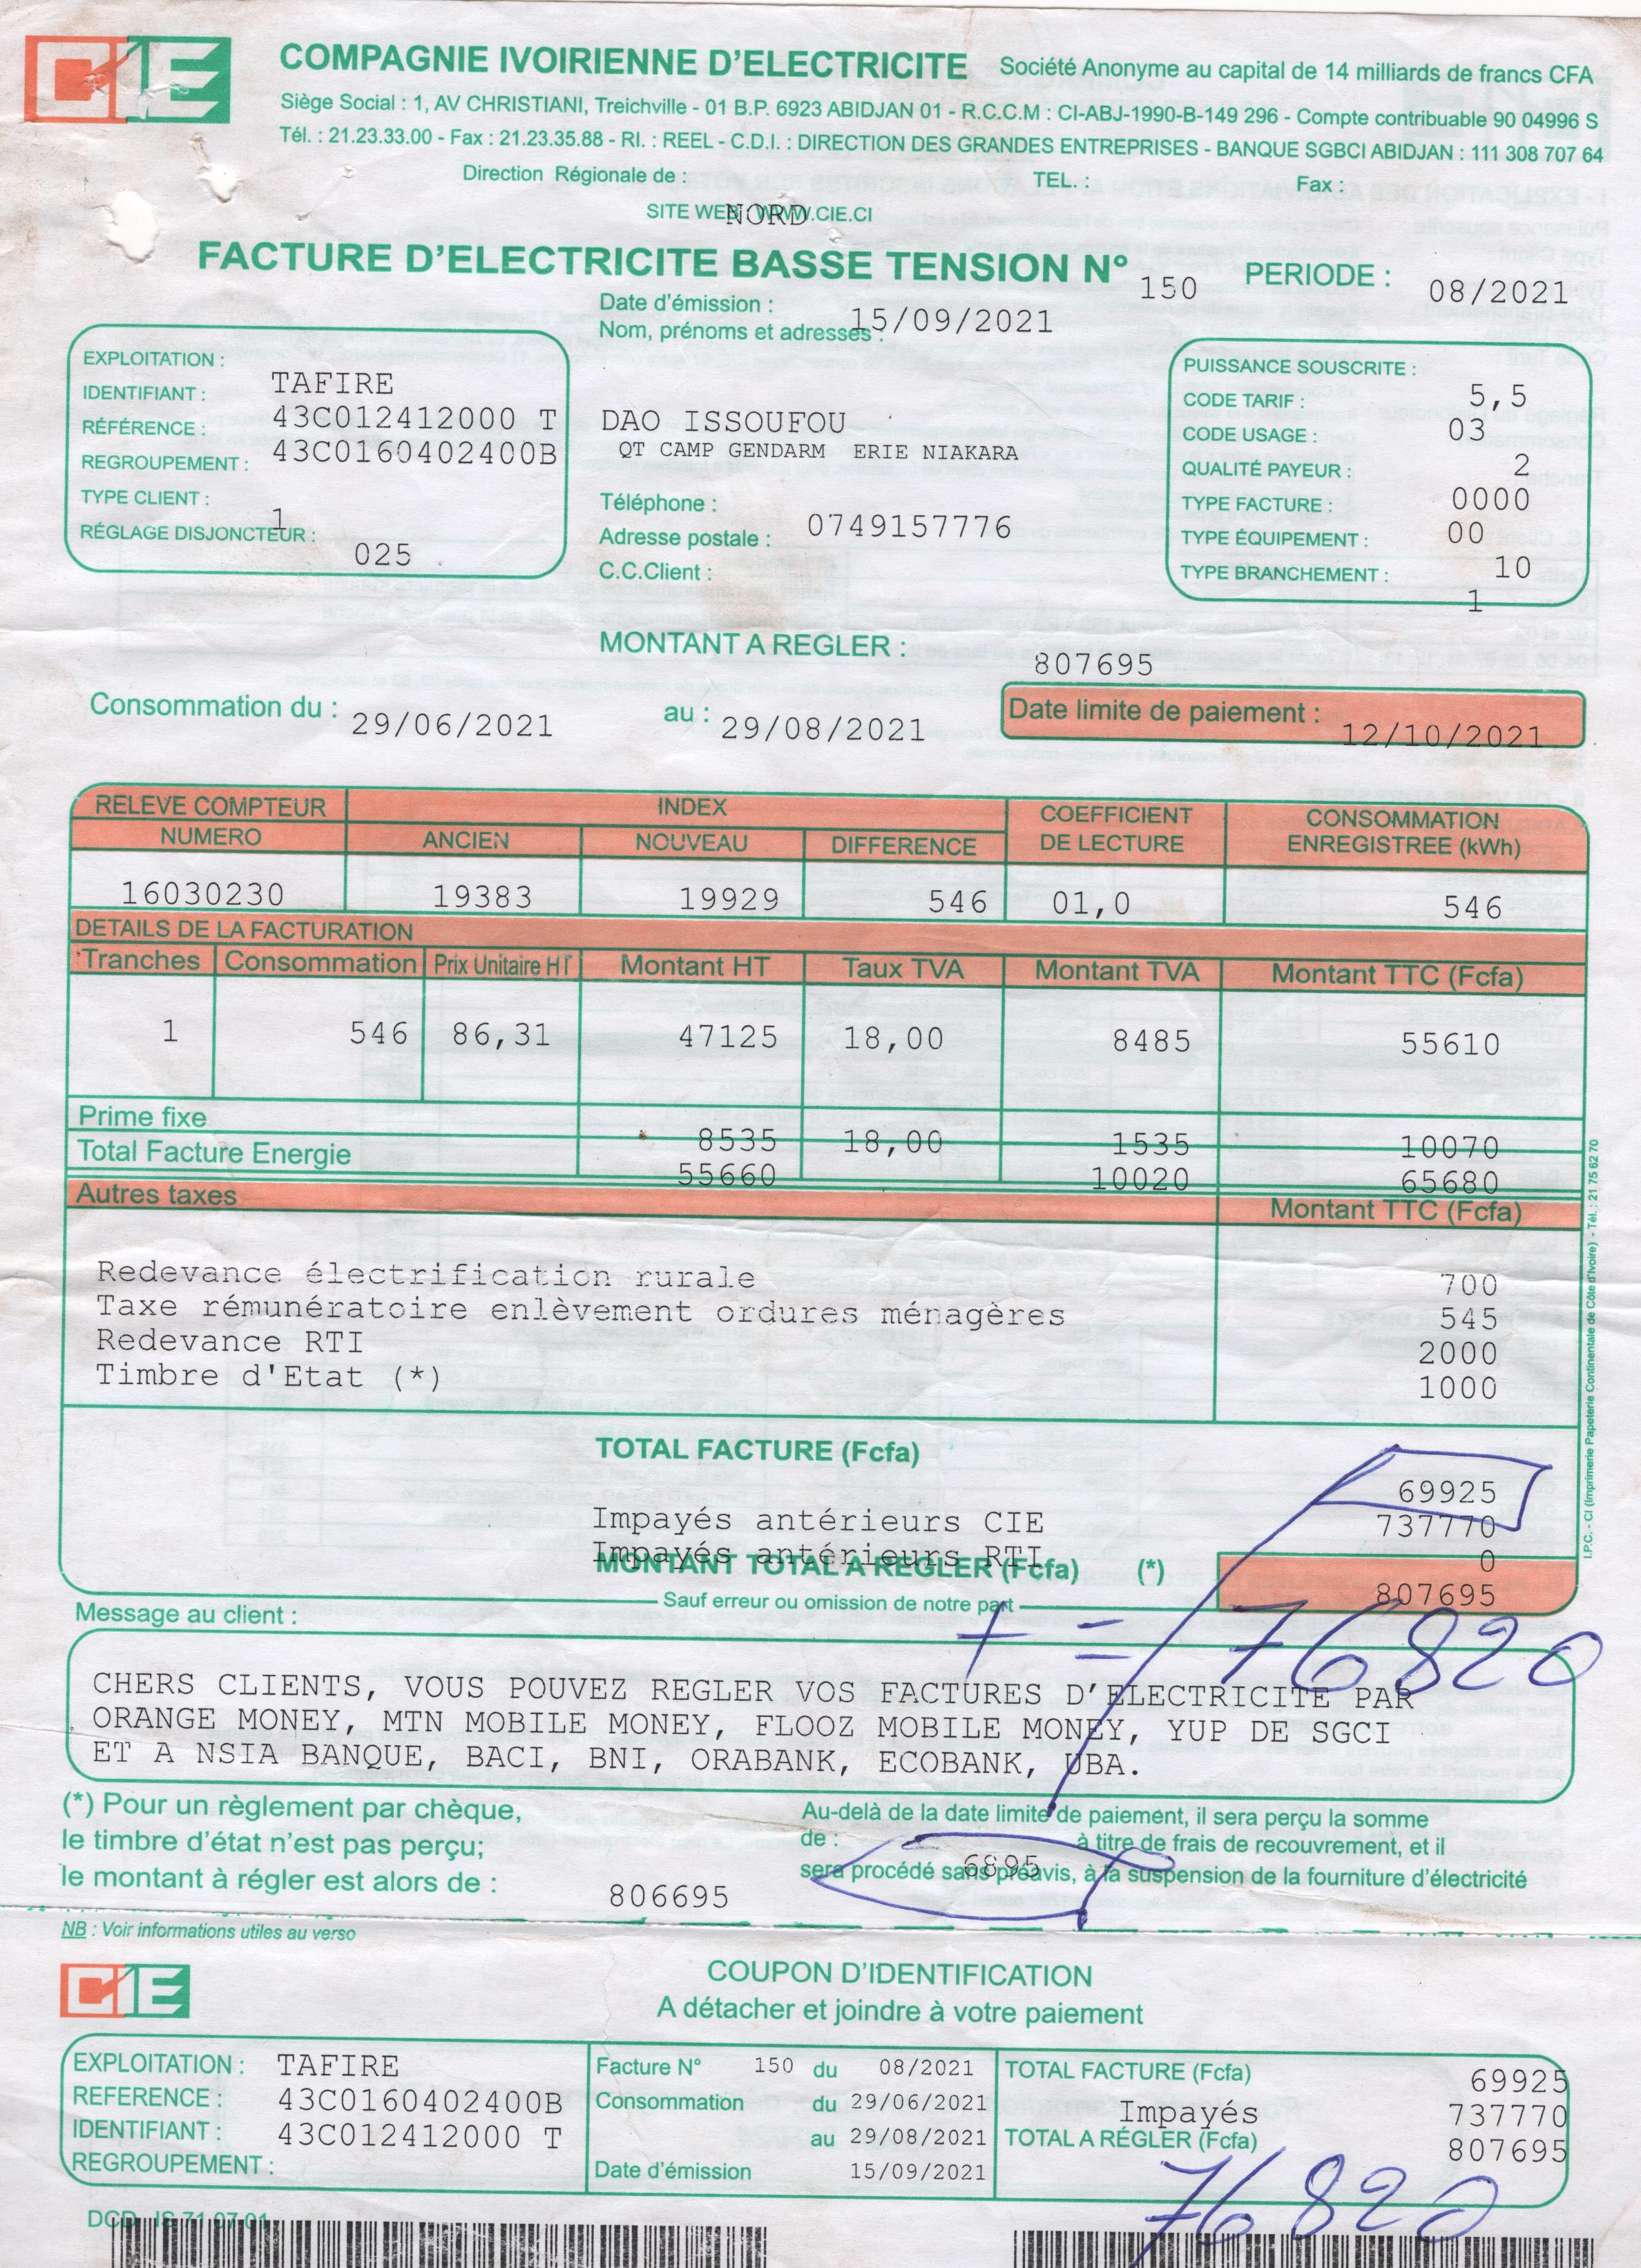 CIE
COMPAGNIE IVOIRIENNE D'ELECTRICITE Société Anonyme au capital de 14 milliards de francs CFA
Siège Social : 1, AV CHRISTIANI, Treichville - 01 B.P. 6923 ABIDJAN 01 - R.C.C.M : CI-ABJ-1990-B-149 296 - Compte contribuable 90 04996 S
Tél. : 21.23.33.00 - Fax : 21.23.35.88 - RI. : REEL - C.D.I. : DIRECTION DES GRANDES ENTREPRISES - BANQUE SGBCI ABIDJAN : 111 308 707 64
Direction Régionale de : TEL. : Fax :
SITE WEB : WWW.CIE.CI
NORD
FACTURE D'ELECTRICITE BASSE TENSION N° 150 PERIODE : 08/2021
Date d'émission : 15/09/2021
Nom, prénoms et adresses :
EXPLOITATION : TAFIRE
IDENTIFIANT : 43C012412000 T
RÉFÉRENCE : 43C0160402400B
REGROUPEMENT :
TYPE CLIENT : 1
RÉGLAGE DISJONCTEUR : 025
DAO ISSOUFOU
QT CAMP GENDARM ERIE NIAKARA
Téléphone : 0749157776
Adresse postale :
C.C.Client :
PUISSANCE SOUSCRITE : 5,5
CODE TARIF : 03
CODE USAGE : 2
QUALITÉ PAYEUR : 0000
TYPE FACTURE : 00
TYPE ÉQUIPEMENT : 10
TYPE BRANCHEMENT : 1
MONTANT A REGLER : 807695
Consommation du : 29/06/2021 au : 29/08/2021 Date limite de paiement : 12/10/2021
RELEVE COMPTEUR INDEX COEFFICIENT DE LECTURE CONSOMMATION ENREGISTREE (kWh)
NUMERO ANCIEN NOUVEAU DIFFERENCE
16030230 19383 19929 546 01,0 546
DETAILS DE LA FACTURATION
Tranches Consommation Prix Unitaire HT Montant HT Taux TVA Montant TVA Montant TTC (Fcfa)
1 546 86,31 47125 18,00 8485 55610
Prime fixe 8535 18,00 1535 10070
Total Facture Energie 55660 10020 65680
Autres taxes Montant TTC (Fcfa)
Redevance électrification rurale 700
Taxe rémunératoire enlèvement ordures ménagères 545
Redevance RTI 2000
Timbre d'Etat (*) 1000
I.P.C. - CI (Imprimerie Papeterie Continentale de Côte d'Ivoire) - Tél. : 21 75 62 70
TOTAL FACTURE (Fcfa) 69925
Impayés antérieurs CIE 737770
Impayés antérieurs RTI 0
MONTANT TOTAL A REGLER (Fcfa) (*) 807695
Sauf erreur ou omission de notre part
+ = 76820
Message au client :
CHERS CLIENTS, VOUS POUVEZ REGLER VOS FACTURES D'ELECTRICITE PAR
ORANGE MONEY, MTN MOBILE MONEY, FLOOZ MOBILE MONEY, YUP DE SGCI
ET A NSIA BANQUE, BACI, BNI, ORABANK, ECOBANK, UBA.
(*) Pour un règlement par chèque,
le timbre d'état n'est pas perçu;
le montant à régler est alors de : 806695
Au-delà de la date limite de paiement, il sera perçu la somme
de : 6895 à titre de frais de recouvrement, et il
sera procédé sans préavis, à la suspension de la fourniture d'électricité
NB : Voir informations utiles au verso
CIE
COUPON D'IDENTIFICATION
A détacher et joindre à votre paiement
EXPLOITATION : TAFIRE
REFERENCE : 43C0160402400B
IDENTIFIANT : 43C012412000 T
REGROUPEMENT :
Facture N° 150 du 08/2021
Consommation du 29/06/2021
au 29/08/2021
Date d'émission 15/09/2021
TOTAL FACTURE (Fcfa) 69925
Impayés 737770
TOTAL A RÉGLER (Fcfa) 807695
76820